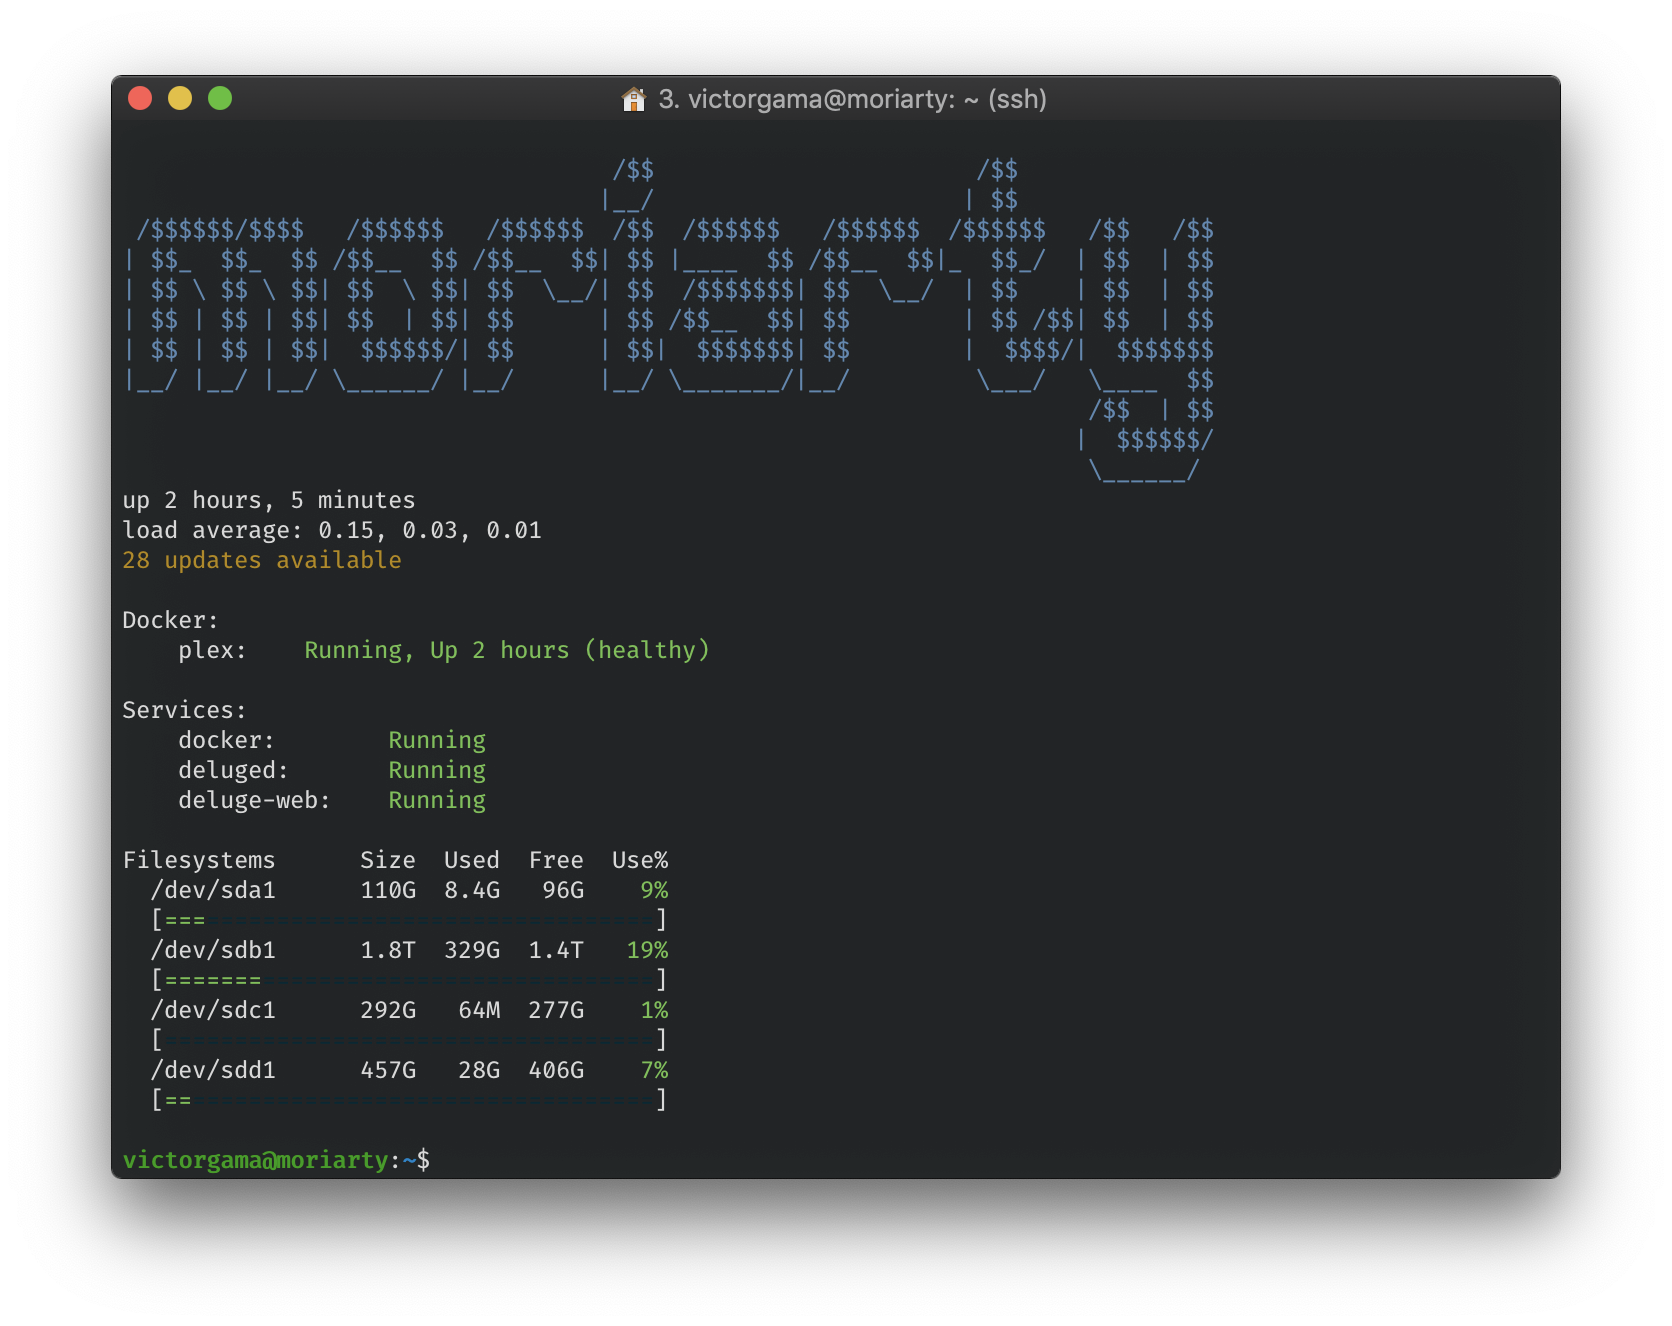 3. victorgama@moriarty: ~ (ssh)
                                   /$$                       /$$
                                  |__/                      | $$
 /$$$$$$/$$$$   /$$$$$$   /$$$$$$  /$$  /$$$$$$   /$$$$$$  /$$$$$$   /$$   /$$
| $$_  $$_  $$ /$$__  $$ /$$__  $$| $$ |____  $$ /$$__  $$|_  $$_/  | $$  | $$
| $$ \ $$ \ $$| $$  \ $$| $$  \__/| $$  /$$$$$$$| $$  \__/  | $$    | $$  | $$
| $$ | $$ | $$| $$  | $$| $$      | $$ /$$__  $$| $$        | $$ /$$| $$  | $$
| $$ | $$ | $$|  $$$$$$/| $$      | $$|  $$$$$$$| $$        |  $$$$/|  $$$$$$$
|__/ |__/ |__/ \______/ |__/      |__/ \_______/|__/         \___/   \____  $$
                                                                     /$$  | $$
                                                                    |  $$$$$$/
                                                                     \______/
up 2 hours, 5 minutes
load average: 0.15, 0.03, 0.01
28 updates available
Docker:
    plex:    Running, Up 2 hours (healthy)
Services:
    docker:        Running
    deluged:       Running
    deluge-web:    Running
Filesystems      Size  Used  Free  Use%
  /dev/sda1      110G  8.4G   96G    9%
  [===================================]
  /dev/sdb1      1.8T  329G  1.4T   19%
  [===================================]
  /dev/sdc1      292G   64M  277G    1%
  [===================================]
  /dev/sdd1      457G   28G  406G    7%
  [===================================]
victorgama@moriarty:~$